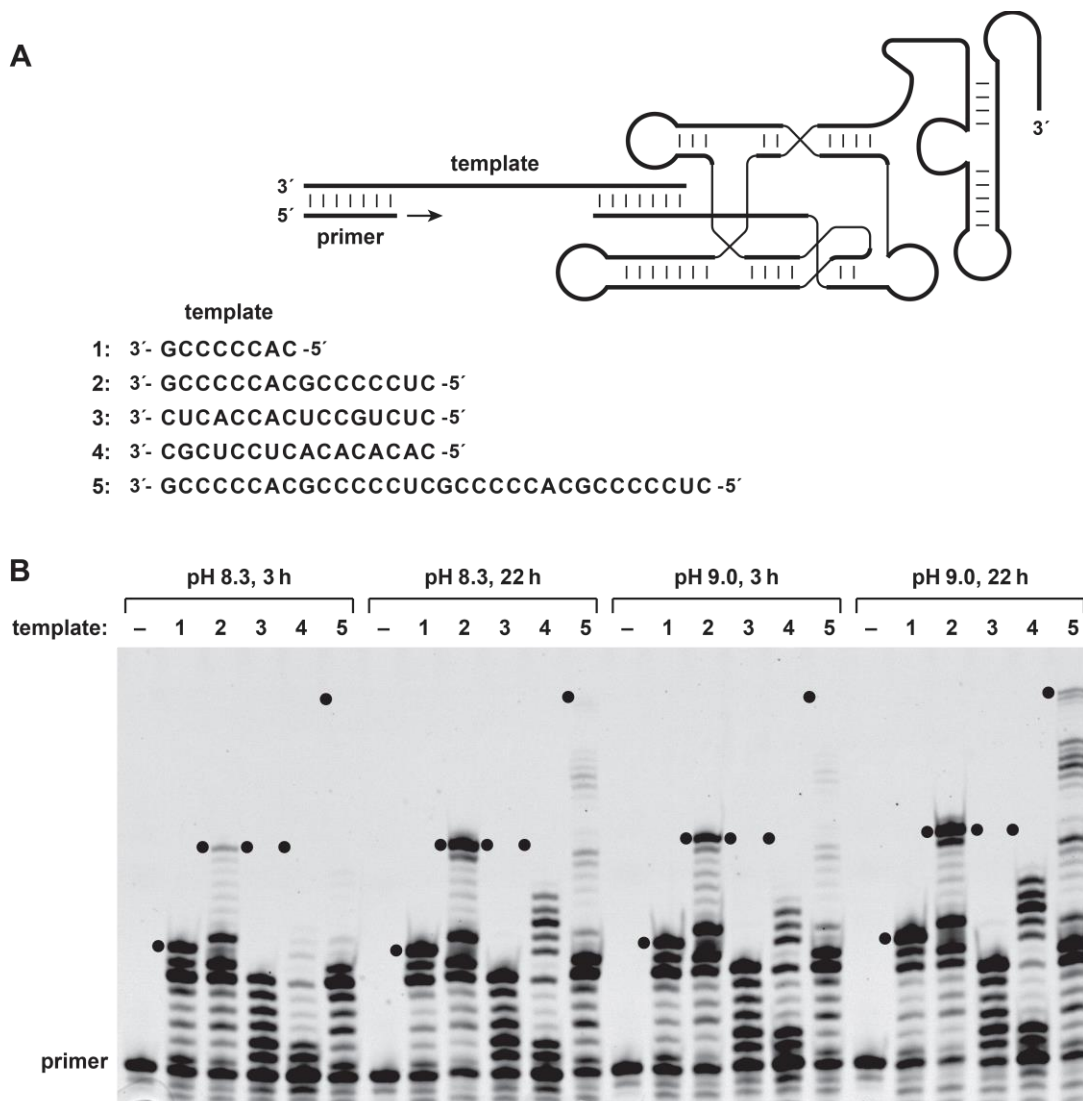 A
3´
template
3´
5´
primer
template
1: 3´- GCCCCCAC -5´
2: 3´- GCCCCCACGCCCCCUC -5´
3: 3´- CUCACCACUCCGUCUC -5´
4: 3´- CGCUCCUCACACACAC -5´
5: 3´- GCCCCCACGCCCCCUCGCCCCCACGCCCCCUC -5´
B
pH 8.3, 3 h pH 8.3, 22 h pH 9.0, 3 h pH 9.0, 22 h
template: – 1 2 3 4 5 – 1 2 3 4 5 – 1 2 3 4 5 – 1 2 3 4 5
primer